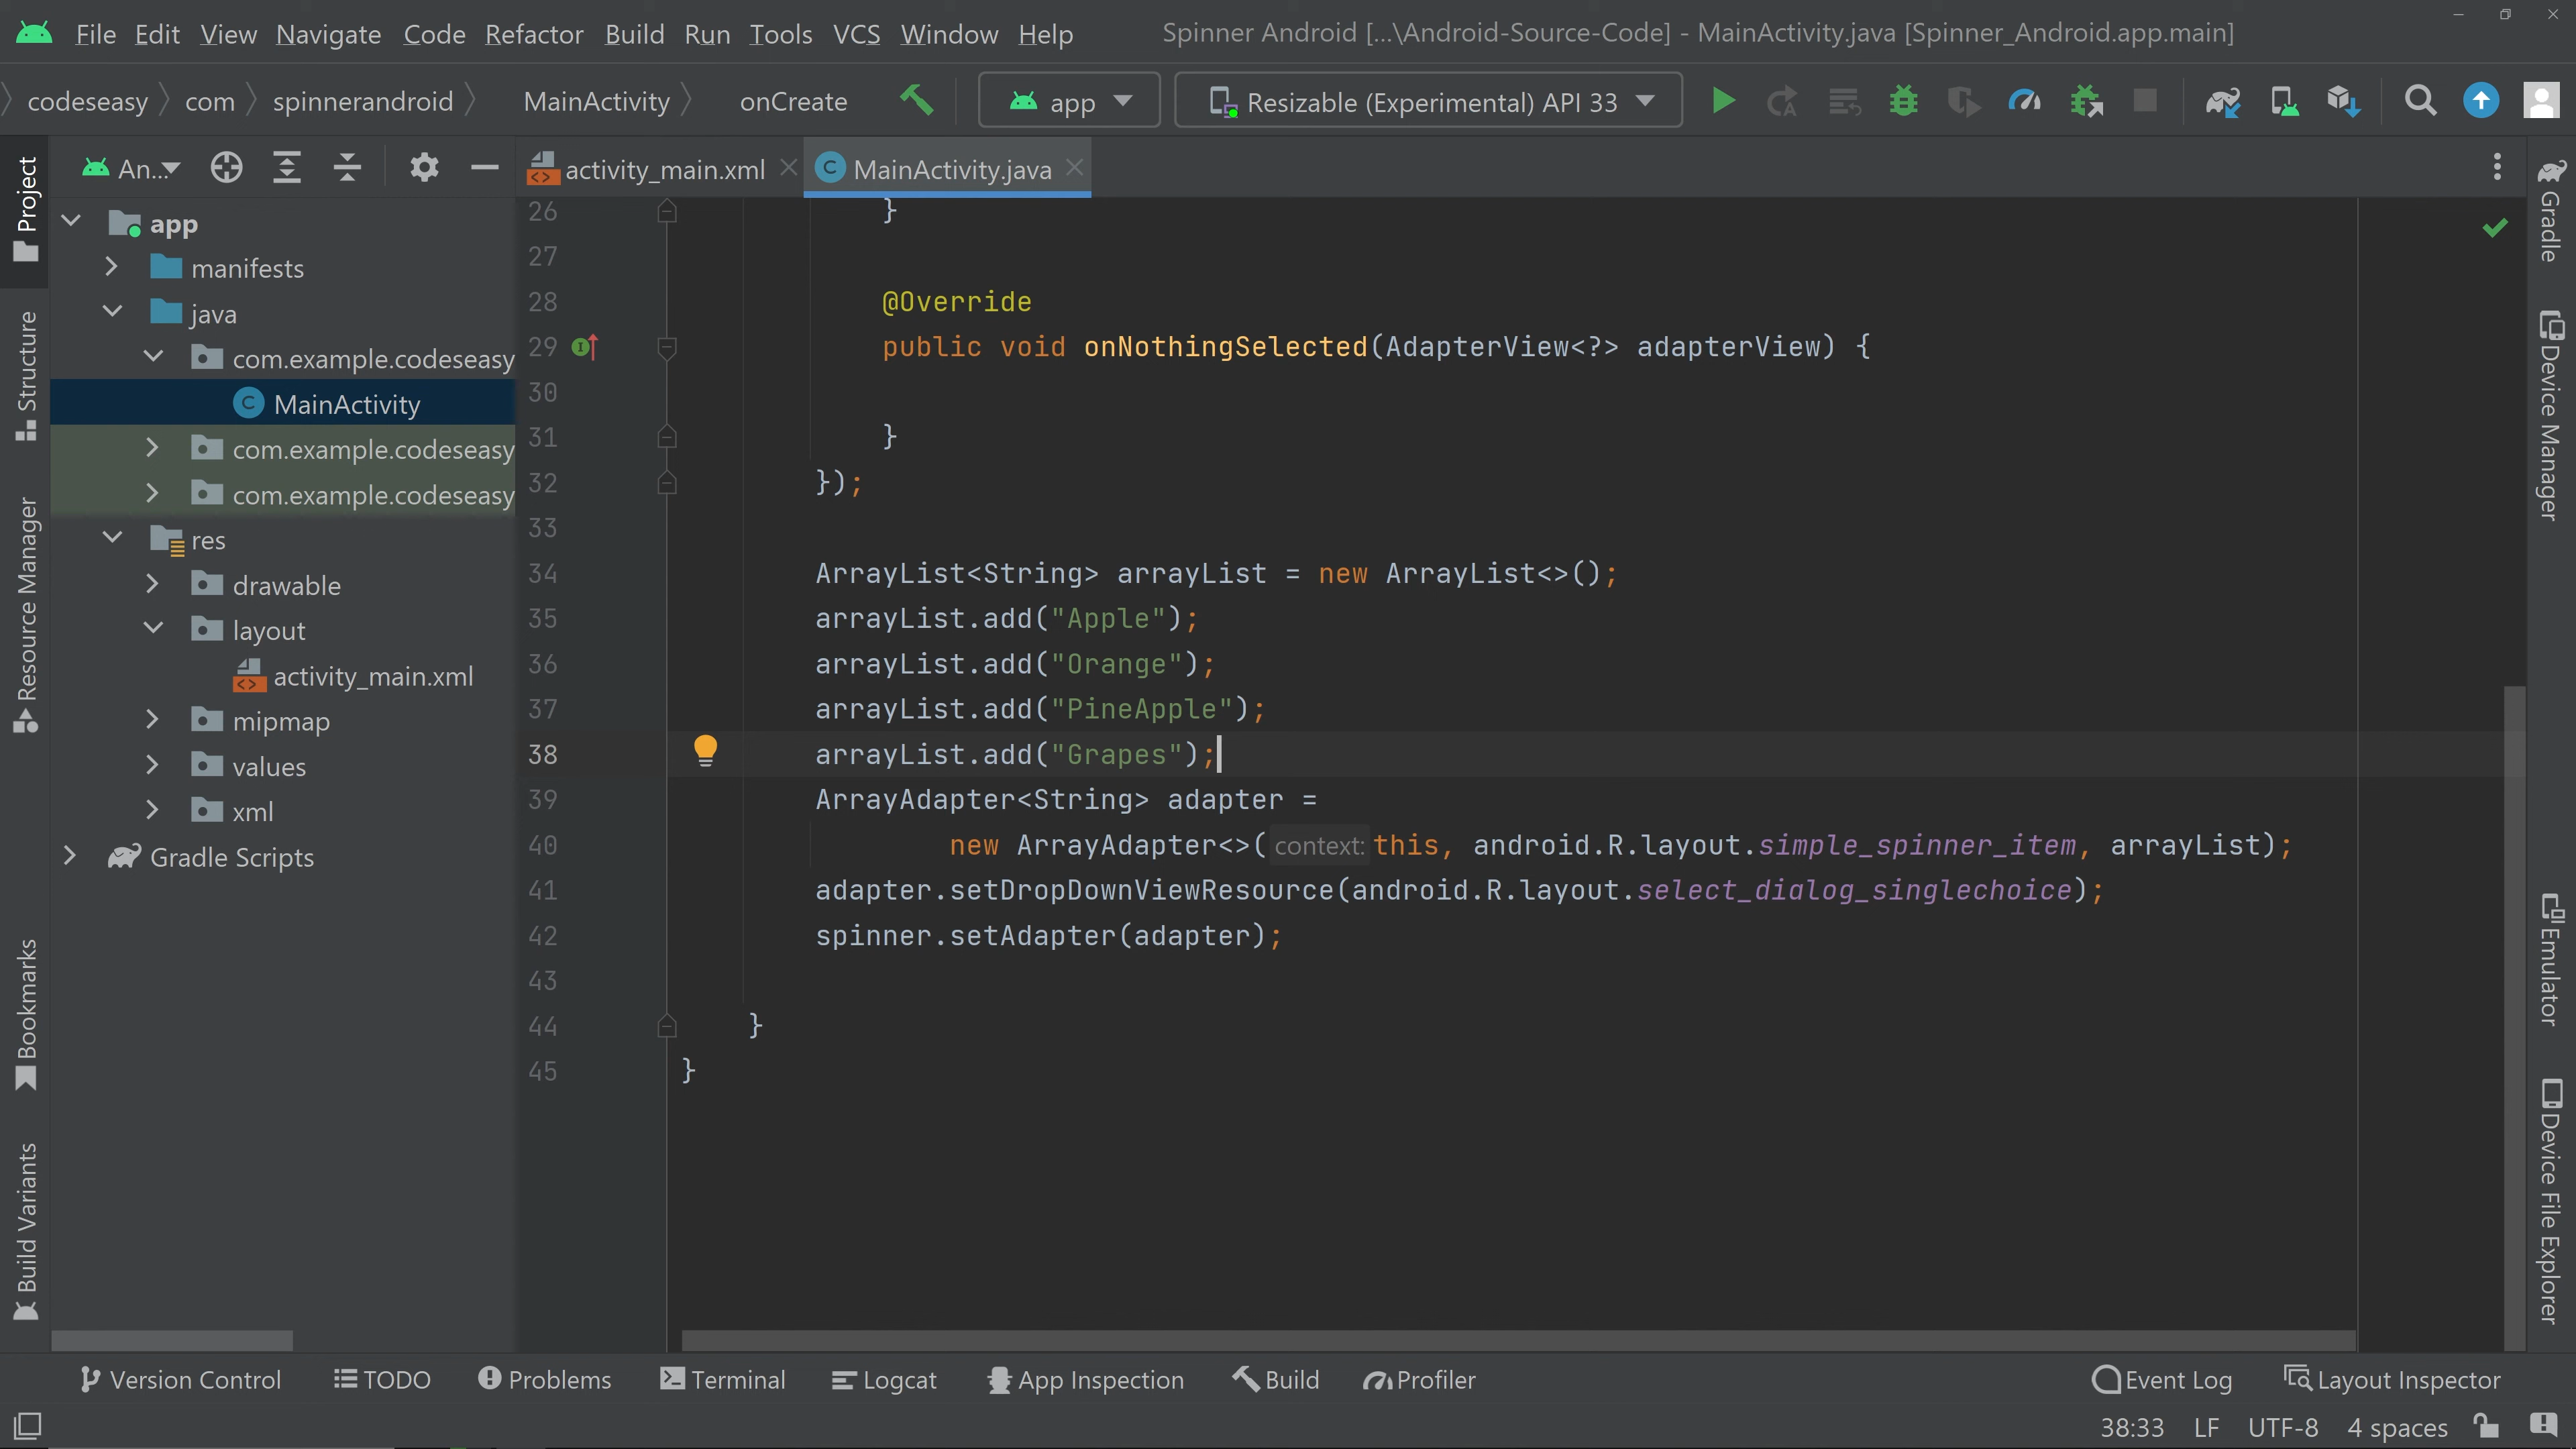 File Edit View Navigate Code Refactor Build Run Tools VCS Window Help
Spinner Android [...\Android-Source-Code] - MainActivity.java [Spinner_Android.app.main]
codeseasy com spinnerandroid MainActivity onCreate
app
Resizable (Experimental) API 33
An...
activity_main.xml
MainActivity.java
Project
Structure
Resource Manager
Bookmarks
Build Variants
app
manifests
java
com.example.codeseasy
MainActivity
com.example.codeseasy
com.example.codeseasy
res
drawable
layout
activity_main.xml
mipmap
values
xml
Gradle Scripts
26 }
27
28 @Override
29 public void onNothingSelected(AdapterView<?> adapterView) {
30
31 }
32 });
33
34 ArrayList<String> arrayList = new ArrayList<>();
35 arrayList.add("Apple");
36 arrayList.add("Orange");
37 arrayList.add("PineApple");
38 arrayList.add("Grapes");
39 ArrayAdapter<String> adapter =
40 new ArrayAdapter<>( context: this, android.R.layout.simple_spinner_item, arrayList);
41 adapter.setDropDownViewResource(android.R.layout.select_dialog_singlechoice);
42 spinner.setAdapter(adapter);
43
44 }
45 }
Gradle
Device Manager
Emulator
Device File Explorer
Version Control TODO Problems Terminal Logcat App Inspection Build Profiler
Event Log Layout Inspector
38:33 LF UTF-8 4 spaces